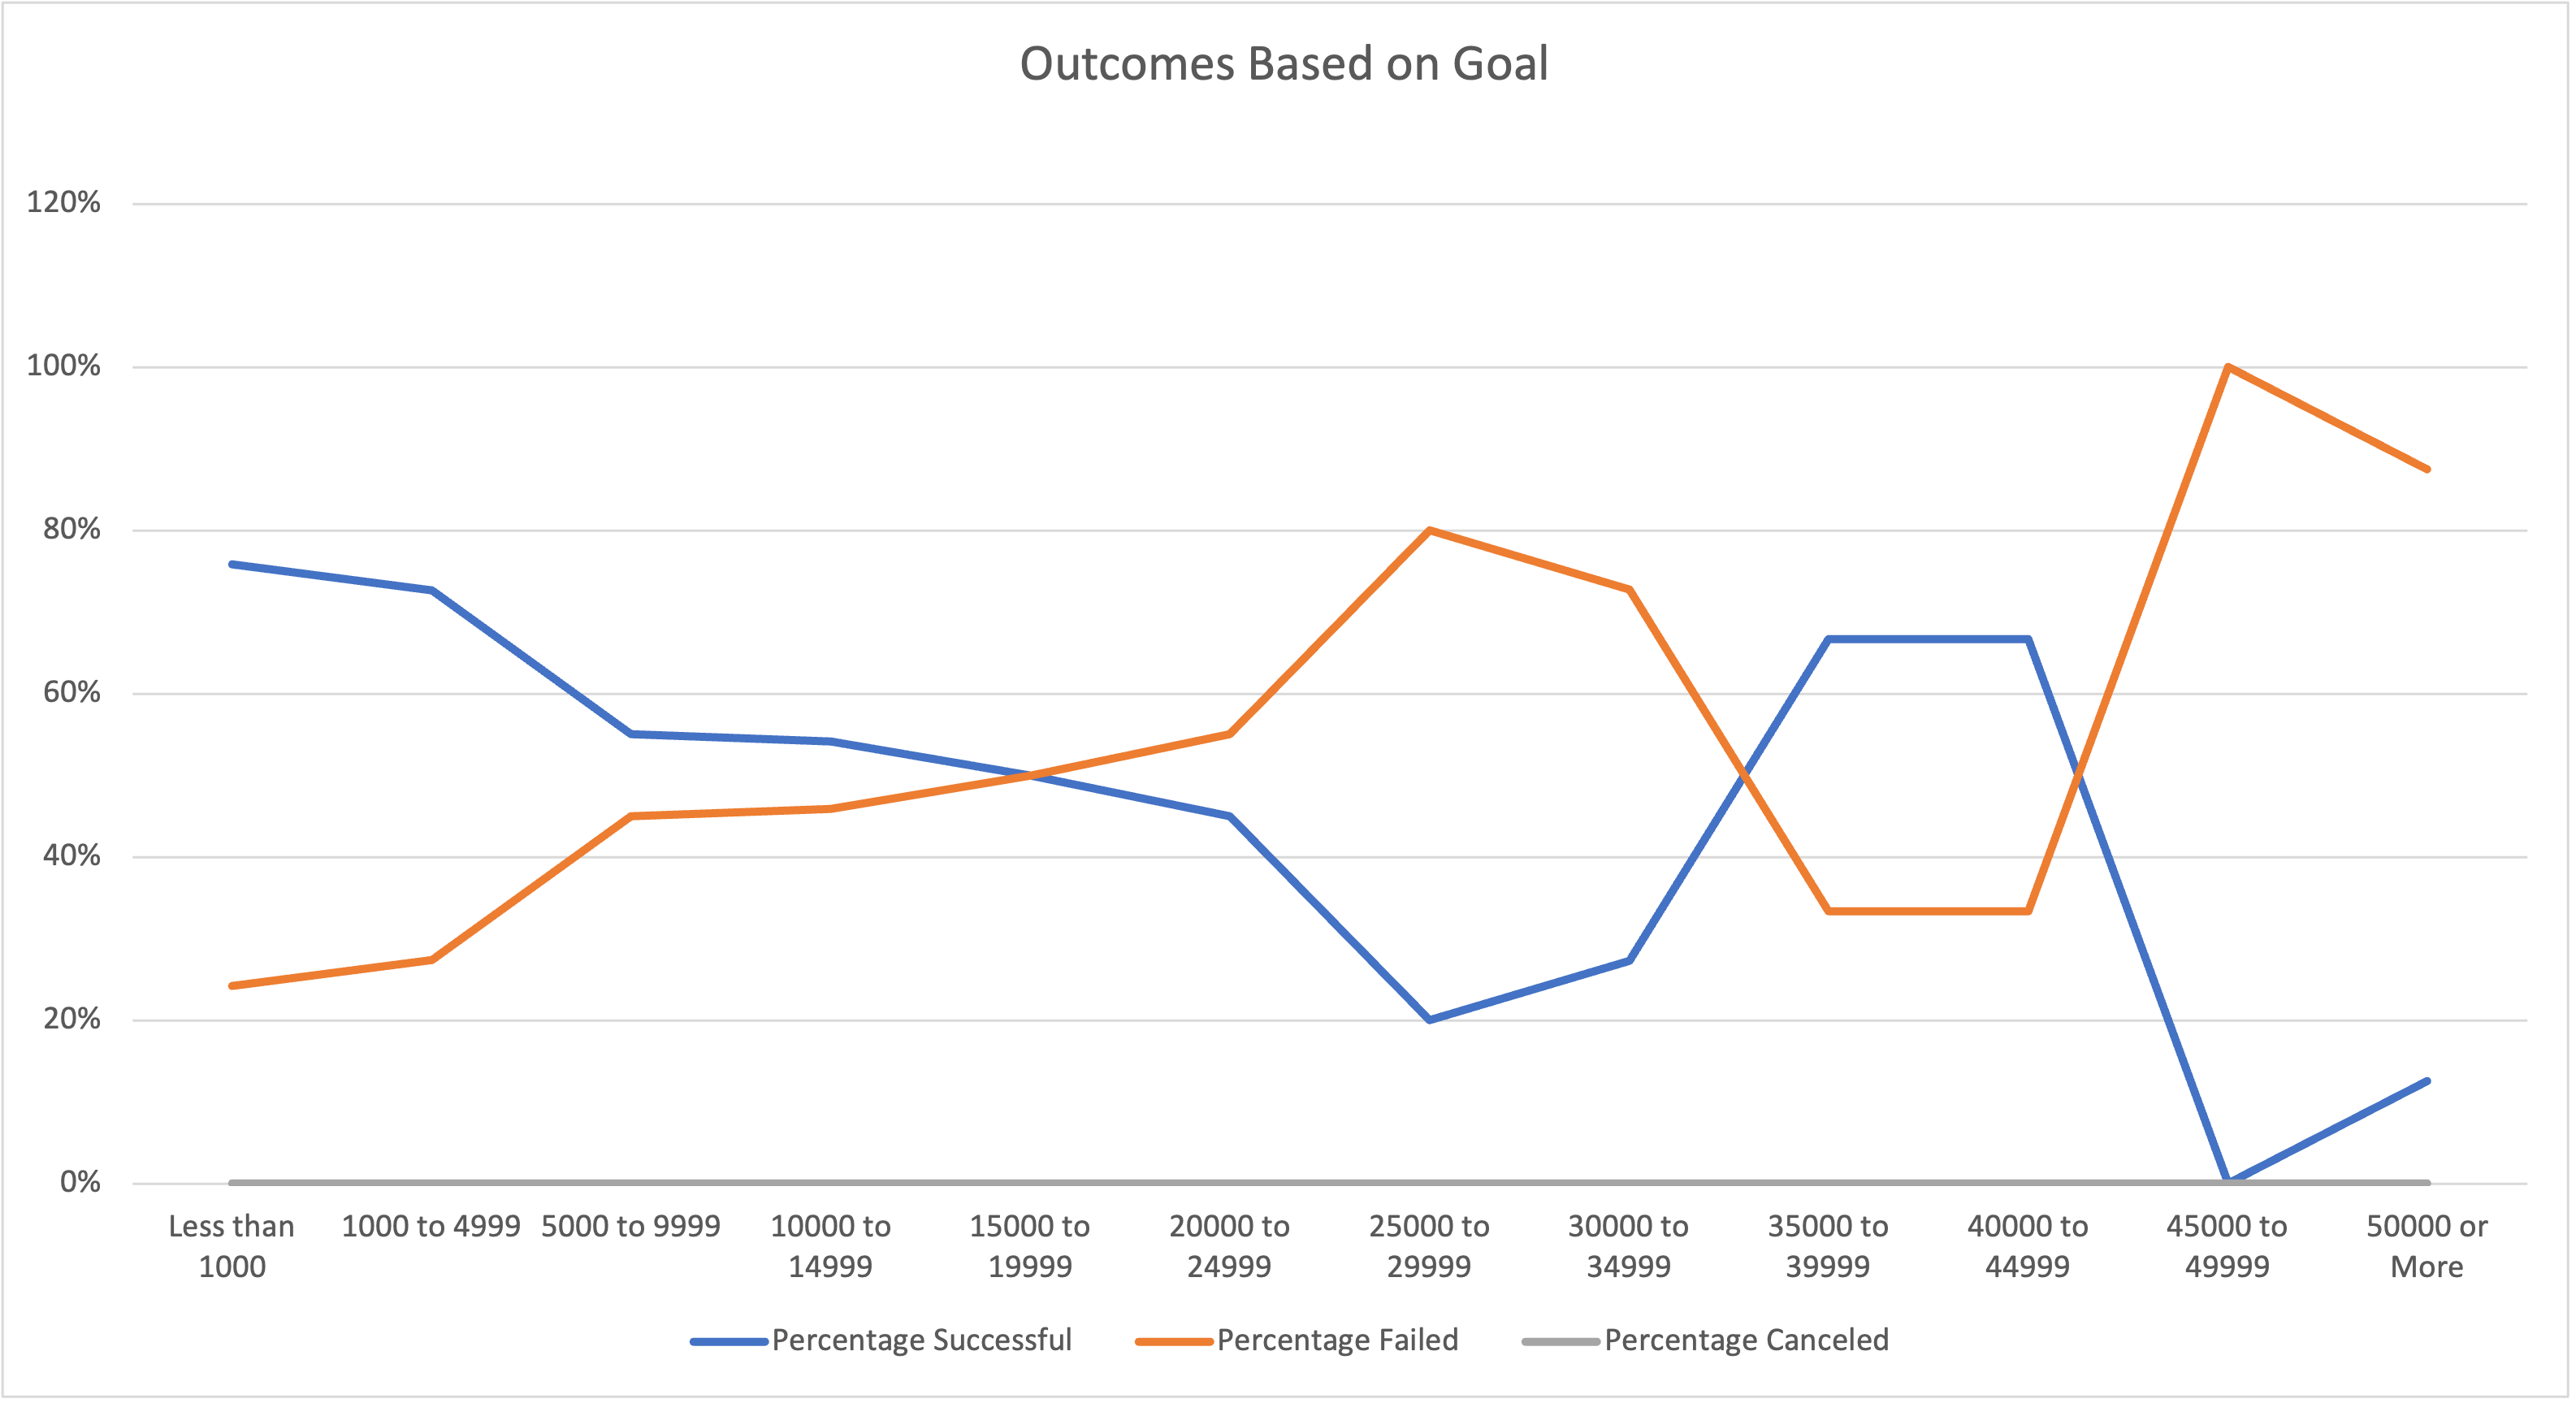 Outcomes Based on Goal
120%
100%
80%
60%
40%
20%
0%
Less than
1000
1000 to 4999
5000 to 9999
10000 to
14999
15000 to
19999
20000 to
24999
25000 to
29999
30000 to
34999
35000 to
39999
40000 to
44999
45000 to
49999
50000 or
More
Percentage Successful
Percentage Failed
Percentage Canceled